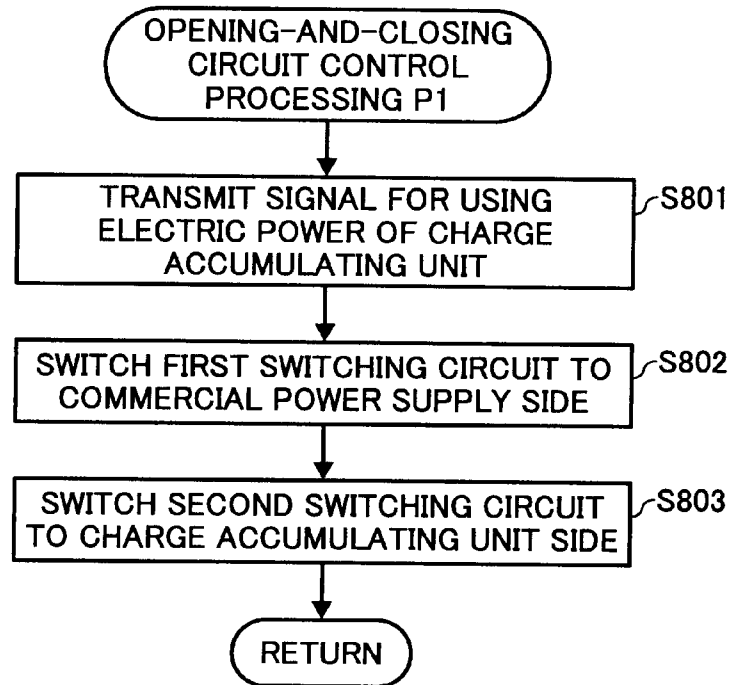 OPENING-AND-CLOSING
CIRCUIT CONTROL
PROCESSING P1
TRANSMIT SIGNAL FOR USING
ELECTRIC POWER OF CHARGE
ACCUMULATING UNIT
S801
SWITCH FIRST SWITCHING CIRCUIT TO
COMMERCIAL POWER SUPPLY SIDE
S802
SWITCH SECOND SWITCHING CIRCUIT
TO CHARGE ACCUMULATING UNIT SIDE
S803
RETURN